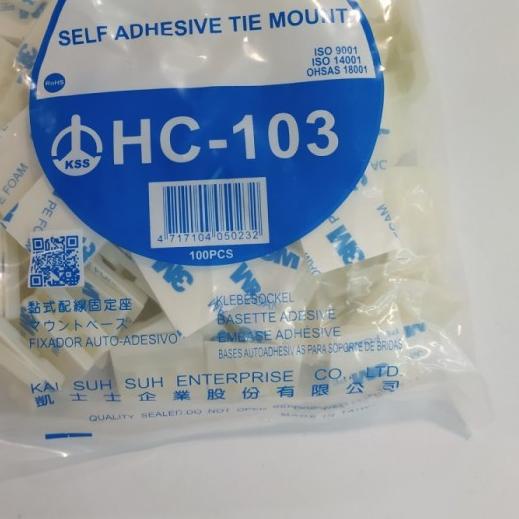 SELF ADHESIVE TIE MOUNT
ISO 9001
ISO 14001
OHSAS 18001
RoHS
KSS
HC-103
4 717104 050232
100PCS
PE FOAM
3M
黏式配線固定座
マウントベース
FIXADOR AUTO-ADESIVO
KLEBESOCKEL
BASETTE ADESIVE
EMBASE ADHESIVE
BASES AUTOADHESIVAS PARA SOPORTE DE BRIDAS
KAI SUH SUH ENTERPRISE CO., LTD.
凱士士企業股份有限公司
QUALITY SEALED.DO NOT OPEN
MADE IN TAIWAN